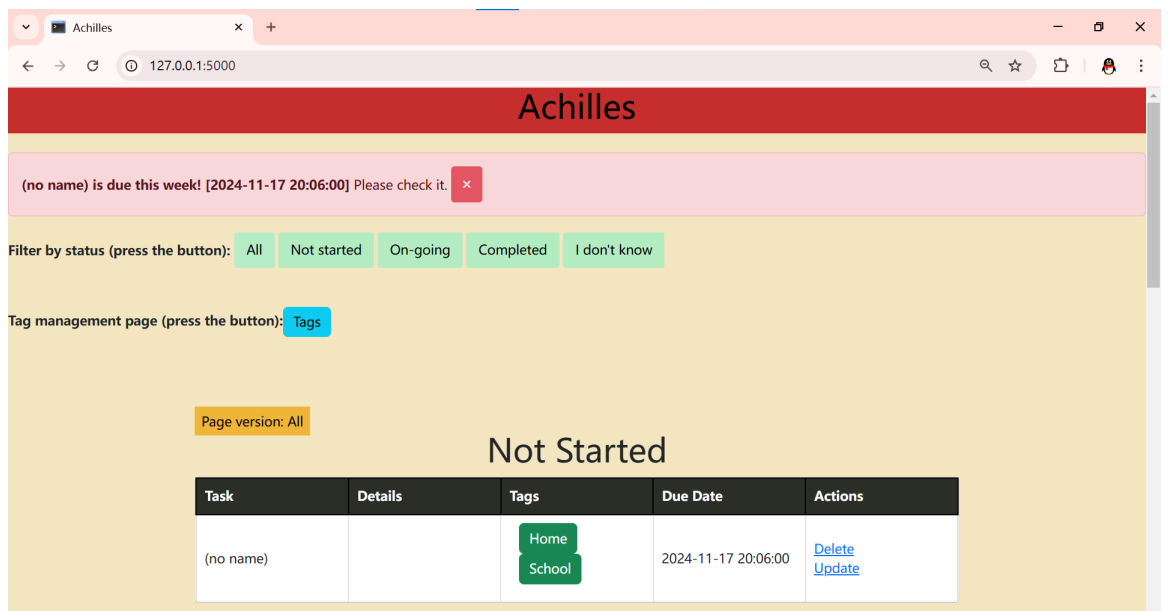 Achilles
127.0.0.1:5000
Achilles
(no name) is due this week! [2024-11-17 20:06:00] Please check it. ×
Filter by status (press the button): All Not started On-going Completed I don't know
Tag management page (press the button): Tags
Page version: All
Not Started
Task Details Tags Due Date Actions
Home
(no name) 2024-11-17 20:06:00 Delete
School Update